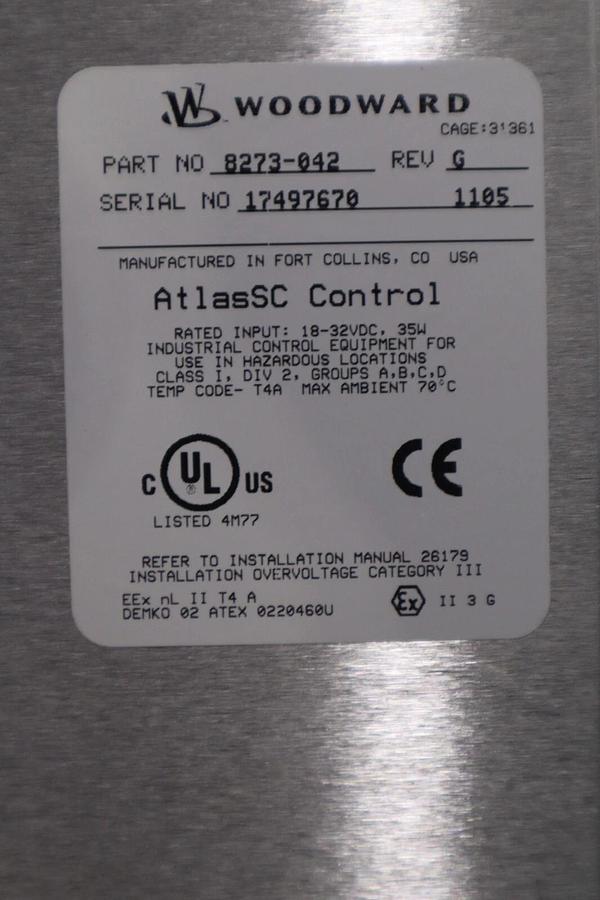 W WOODWARD
CAGE:31361
PART NO 8273-042 REV G
SERIAL NO 17497670 1105
MANUFACTURED IN FORT COLLINS, CO USA
AtlasSC Control
RATED INPUT: 18-32VDC, 35W
INDUSTRIAL CONTROL EQUIPMENT FOR
USE IN HAZARDOUS LOCATIONS
CLASS I, DIV 2, GROUPS A,B,C,D
TEMP CODE- T4A MAX AMBIENT 70°C
C UL® US
CE
LISTED 4M77
REFER TO INSTALLATION MANUAL 26179
INSTALLATION OVERVOLTAGE CATEGORY III
EEx nL II T4 A
DEMKO 02 ATEX 0220460U
Ex II 3 G